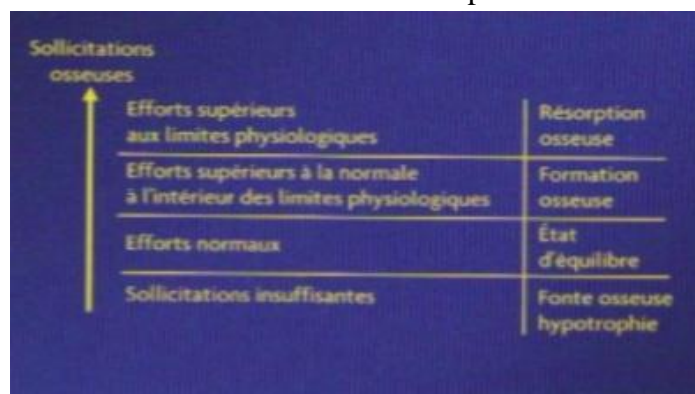 Sollicitations
osseuses
Efforts supérieurs
aux limites physiologiques
Résorption
osseuse
Efforts supérieurs à la normale
à l'intérieur des limites physiologiques
Formation
osseuse
Efforts normaux
État
d'équilibre
Sollicitations insuffisantes
Fonte osseuse
hypotrophie